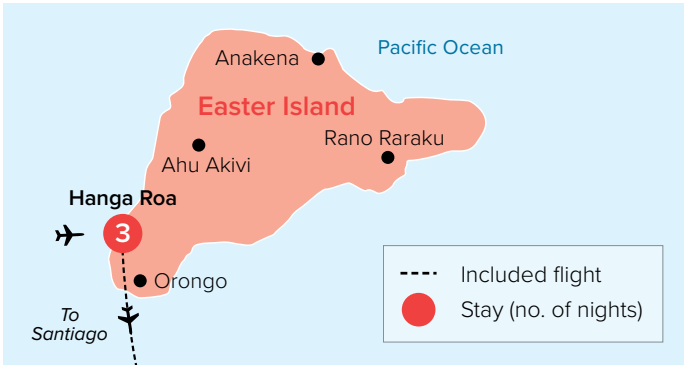 Anakena
Pacific Ocean
Easter Island
Rano Raraku
Ahu Akivi
Hanga Roa
3
Orongo
To
Santiago
Included flight
Stay (no. of nights)